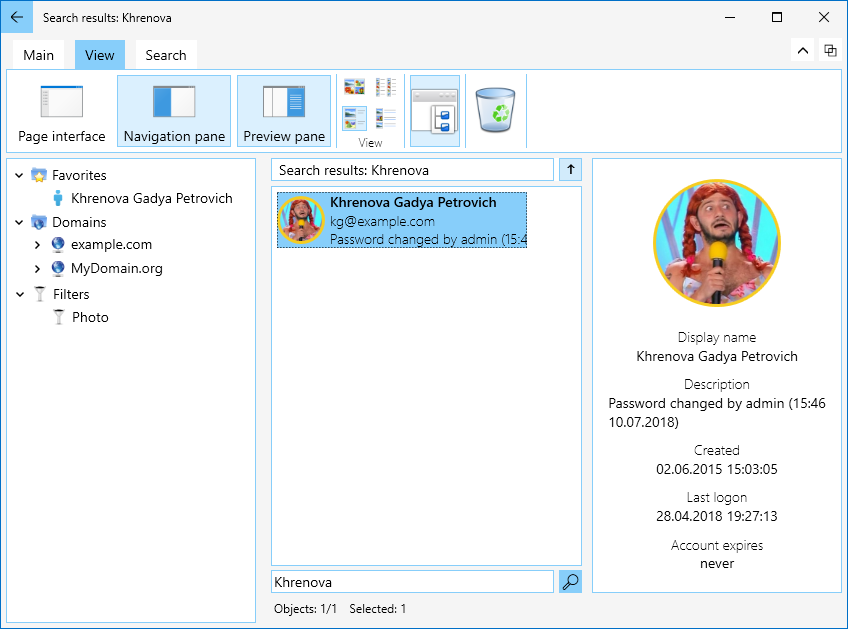 Search results: Khrenova
Main View Search
Page interface Navigation pane Preview pane View
Favorites
Khrenova Gadya Petrovich
Domains
example.com
MyDomain.org
Filters
Photo
Search results: Khrenova
Khrenova Gadya Petrovich
kg@example.com
Password changed by admin (15:4
Khrenova
Objects: 1/1 Selected: 1
Display name
Khrenova Gadya Petrovich
Description
Password changed by admin (15:46
10.07.2018)
Created
02.06.2015 15:03:05
Last logon
28.04.2018 19:27:13
Account expires
never